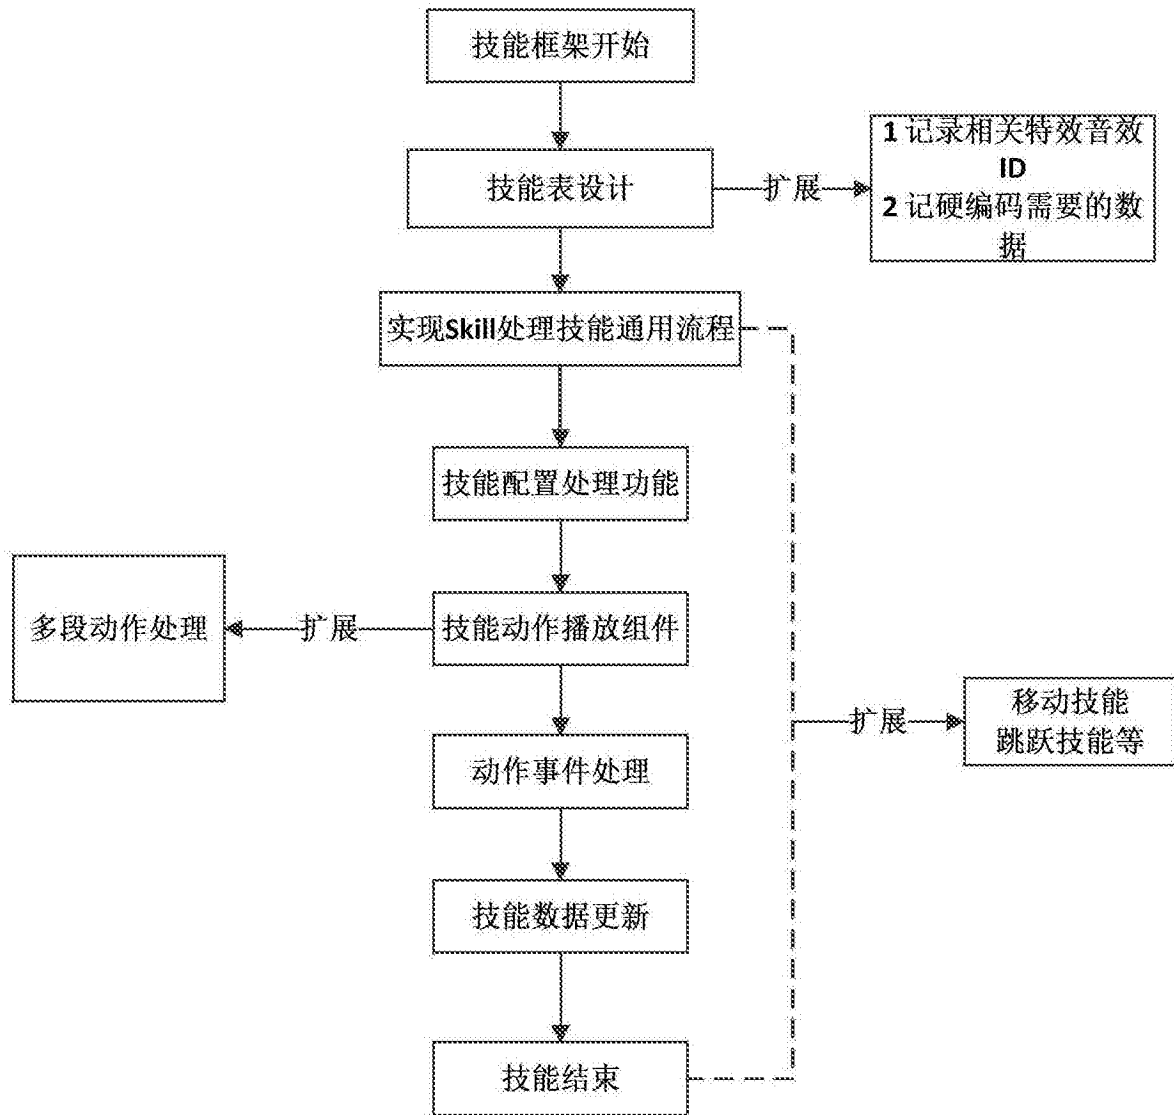 技能框架开始
技能表设计
扩展
1 记录相关特效音效
ID
2 记硬编码需要的数
据
实现Skill处理技能通用流程
技能配置处理功能
多段动作处理
扩展
技能动作播放组件
扩展
移动技能
跳跃技能等
动作事件处理
技能数据更新
技能结束